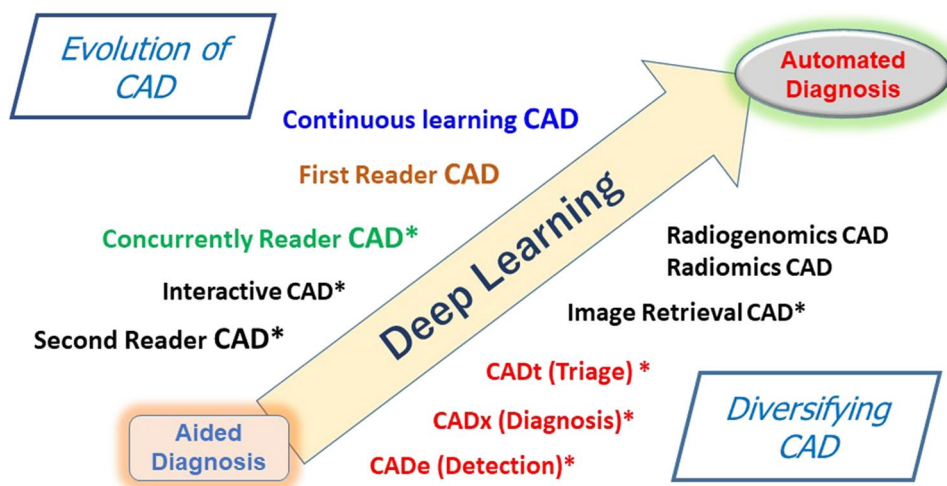 Evolution of
CAD
Automated
Diagnosis
Continuous learning CAD
First Reader CAD
Concurrently Reader CAD*
Interactive CAD*
Second Reader CAD*
Aided
Diagnosis
Deep Learning
Radiogenomics CAD
Radiomics CAD
Image Retrieval CAD*
CADt (Triage) *
CADx (Diagnosis)*
CADe (Detection)*
Diversifying
CAD